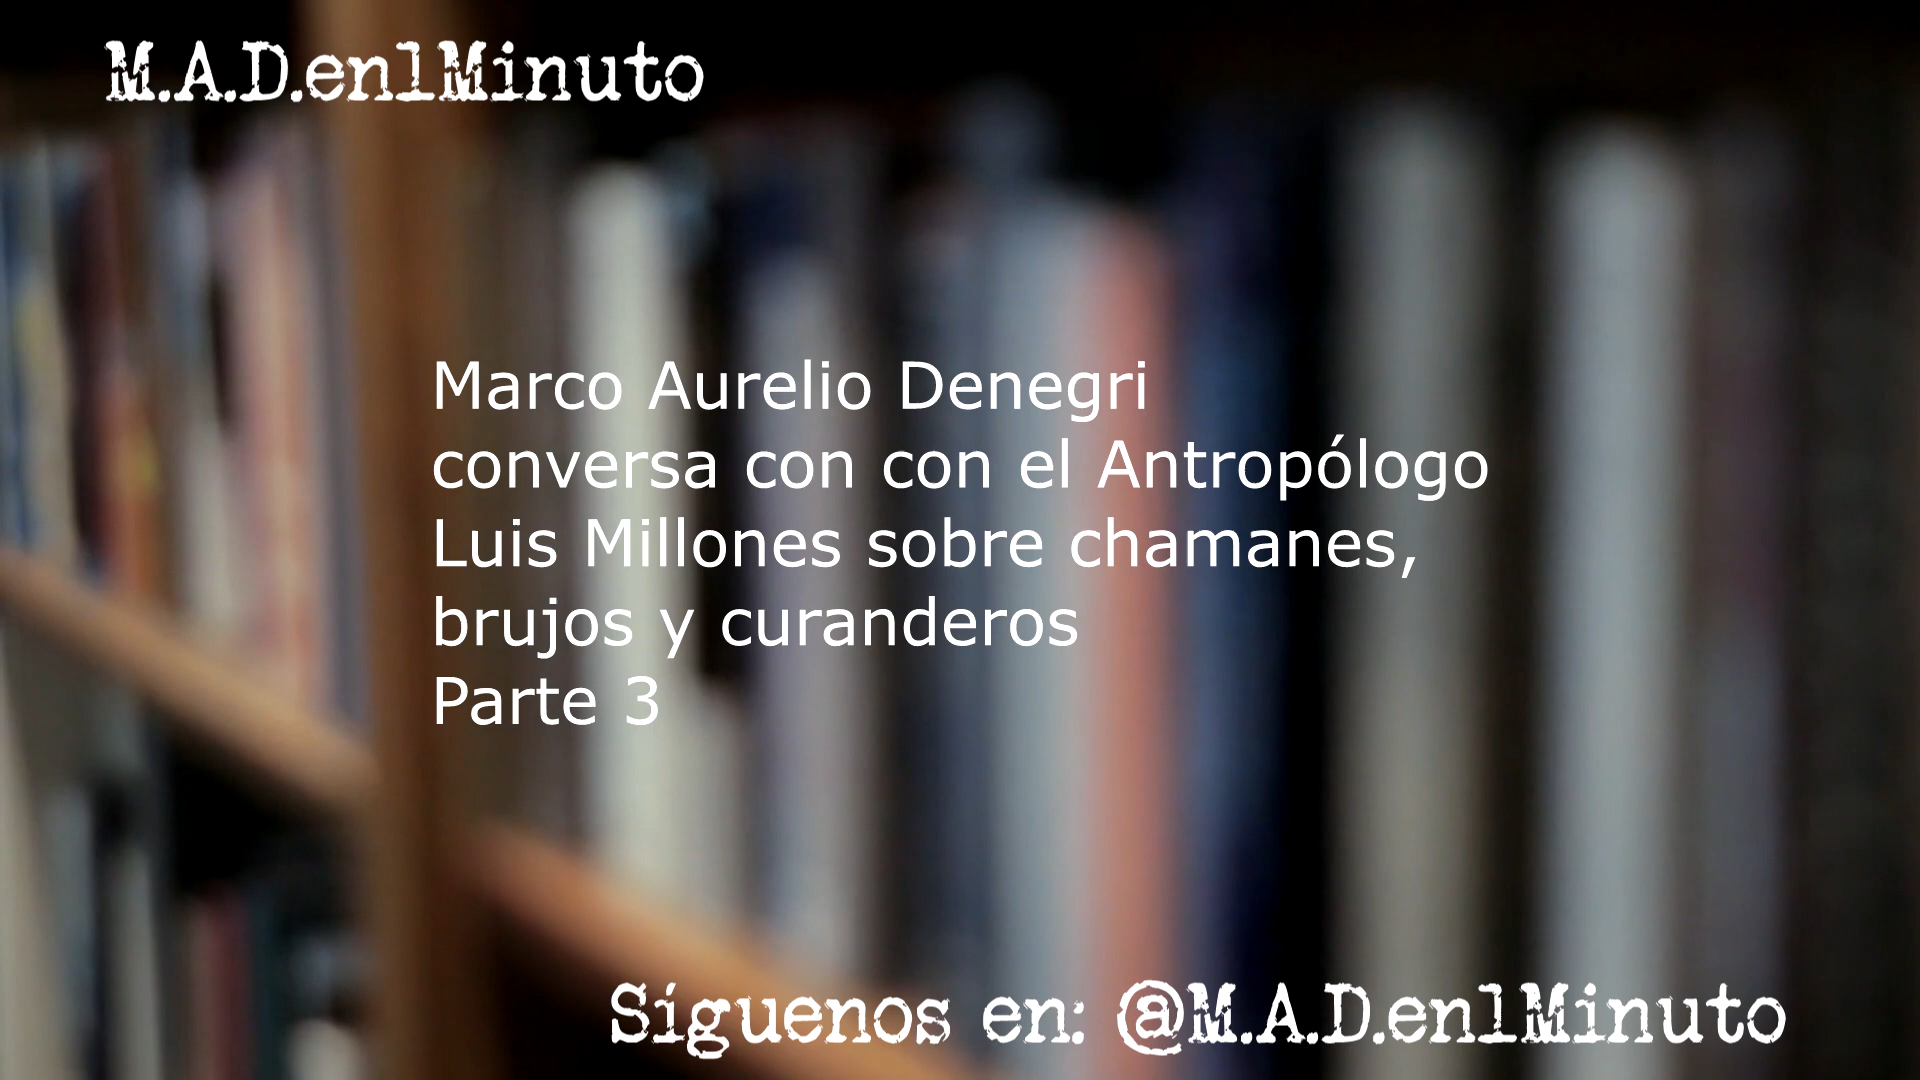 M.A.D.en1Minuto
Marco Aurelio Denegri
conversa con con el Antropólogo
Luis Millones sobre chamanes,
brujos y curanderos
Parte 3
Síguenos en: @M.A.D.en1Minuto